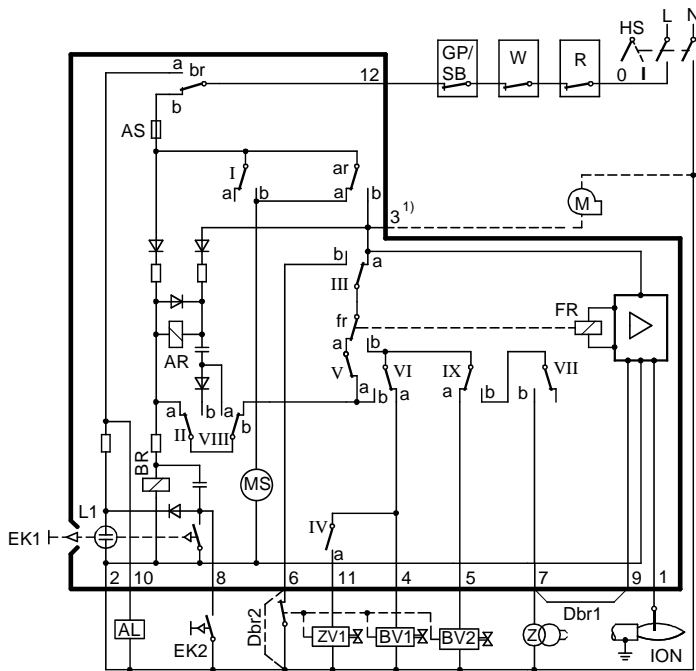 HS L N
GP/ SB W R
0 I
a br
b
12
AS
I
ar
a b a b
3 1)
M
b a
III
FR
fr
AR
a b
V VI IX VII
a b a a b b
b a b
II VIII
BR
MS
L1
EK1
IV
a
2 10 8 6 11 4 5 7 9 1
Dbr2
Dbr1
AL
EK2
ZV1 BV1 BV2 Z
ION